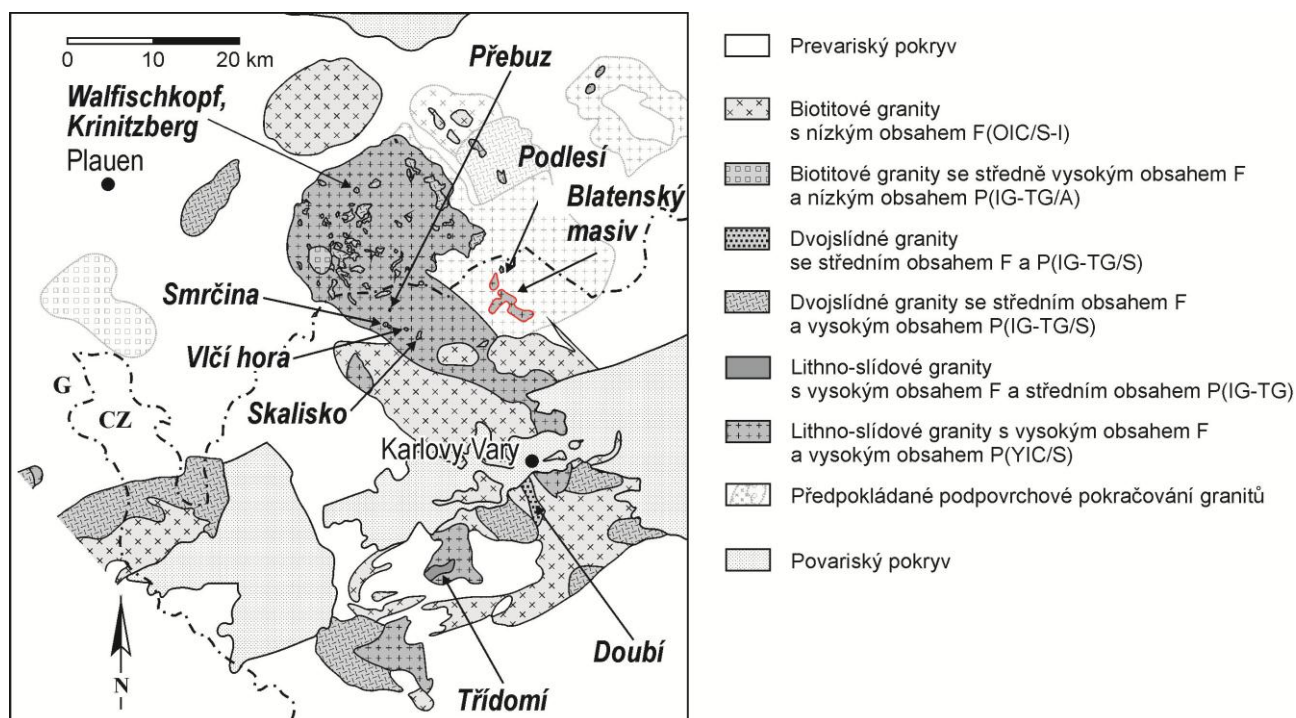 0 10 20 km
Přebuz
Walfischkopf,
Krinitzberg
Plauen
Podlesí
Blatenský
masiv
Smrčina
Vlčí hora
G
CZ
Skalisko
Karlovy Vary
Doubí
N
Třídomí
Prevariský pokryv
Biotitové granity
s nízkým obsahem F(OIC/S-I)
Biotitové granity se středně vysokým obsahem F
a nízkým obsahem P(IG-TG/A)
Dvojslídné granity
se středním obsahem F a P(IG-TG/S)
Dvojslídné granity se středním obsahem F
a vysokým obsahem P(IG-TG/S)
Lithno-slídové granity
s vysokým obsahem F a středním obsahem P(IG-TG)
Lithno-slídové granity s vysokým obsahem F
a vysokým obsahem P(YIC/S)
Předpokládané podpovrchové pokračování granitů
Povariský pokryv